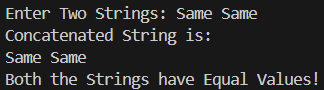 Enter Two Strings: Same Same
Concatenated String is:
Same Same
Both the Strings have Equal Values!